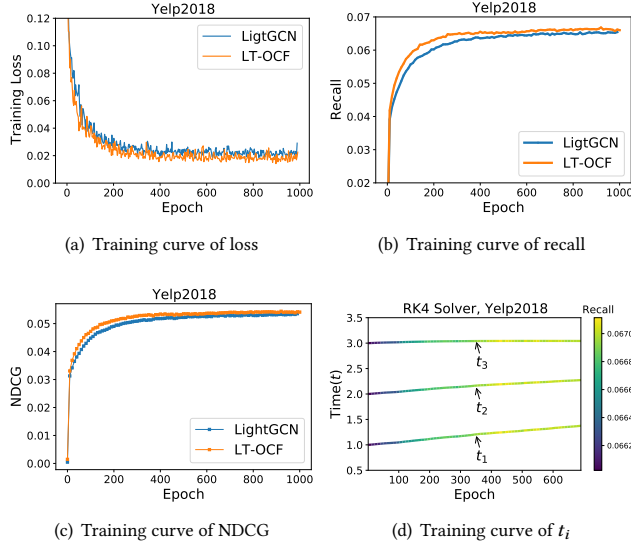 Yelp2018
0.12
0.10
0.08
0.06
0.04
0.02
0.00
Training Loss
LigtGCN
LT-OCF
0 200 400 600 800 1000
Epoch
(a) Training curve of loss
Yelp2018
0.07
0.06
0.05
0.04
0.03
0.02
Recall
LigtGCN
LT-OCF
0 200 400 600 800 1000
Epoch
(b) Training curve of recall
Yelp2018
0.05
0.04
0.03
0.02
0.01
0.00
NDCG
LightGCN
LT-OCF
0 200 400 600 800 1000
Epoch
(c) Training curve of NDCG
RK4 Solver, Yelp2018
3.5
3.0
2.5
2.0
1.5
1.0
0.5
Time(t)
t3
t2
t1
100 200 300 400 500 600
Epoch
Recall
0.0670
0.0668
0.0666
0.0664
0.0662
(d) Training curve of ti